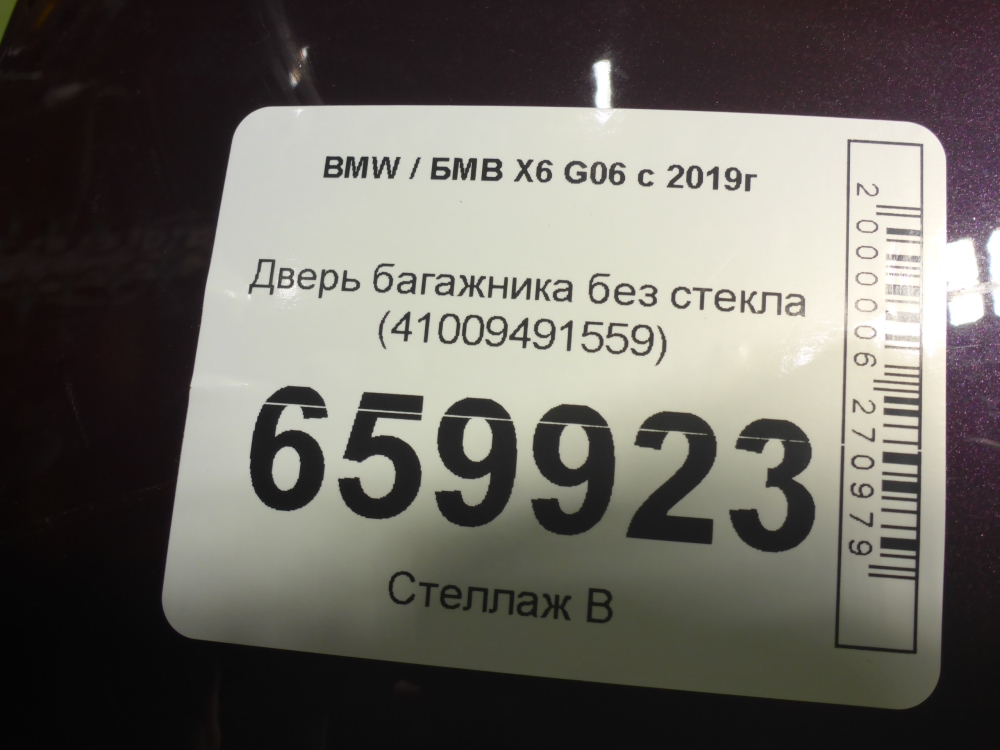 BMW / БМВ X6 G06 с 2019г
Дверь багажника без стекла
(41009491559)
659923
Стеллаж В
2000006270979